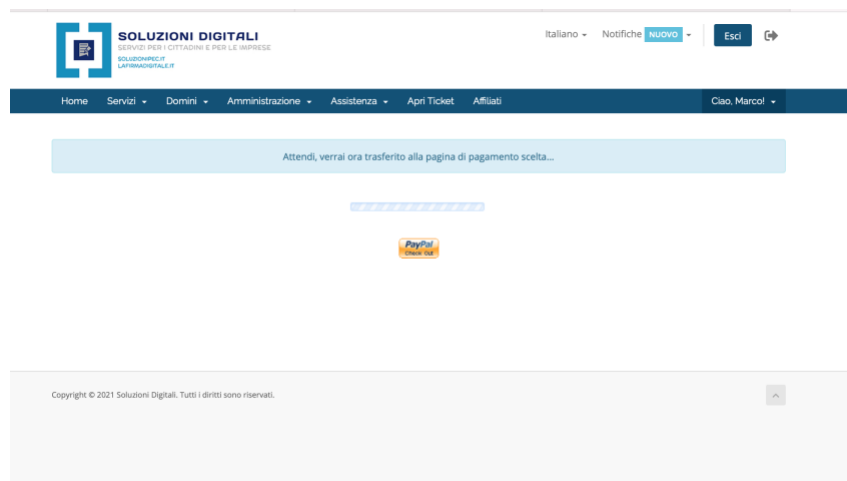 SOLUZIONI DIGITALI
SERVIZI PER I CITTADINI E PER LE IMPRESE
SOLUZIONIPEC.IT
LAFIRMADIGITALE.IT
Italiano Notifiche NUOVO Esci
Home Servizi Domini Amministrazione Assistenza Apri Ticket Affiliati Ciao, Marco!
Attendi, verrai ora trasferito alla pagina di pagamento scelta...
PayPal
Check out
Copyright © 2021 Soluzioni Digitali. Tutti i diritti sono riservati.